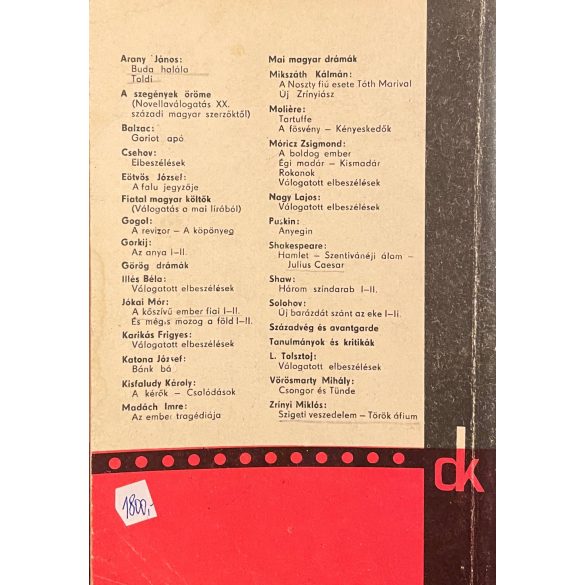 Arany János:
Buda halála
Toldi
A szegények öröme
(Novellaválogatás XX.
századi magyar szerzőktől)
Balzac:
Goriot apó
Csehov:
Elbeszélések
Eötvös József:
A falu jegyzője
Fiatal magyar költők
(Válogatás a mai lírából)
Gogol:
A revizor – A köpönyeg
Gorkij:
Az anya I–II.
Görög drámák
Illés Béla:
Válogatott elbeszélések
Jókai Mór:
A kőszívű ember fiai I–II.
És mégis mozog a föld I–II.
Karikás Frigyes:
Válogatott elbeszélések
Katona József:
Bánk bá
Kisfaludy Károly:
A kérők – Csalódások
Madách Imre:
Az ember tragédiája
Mai magyar drámák
Mikszáth Kálmán:
A Noszty fiú esete Tóth Marival
Új Zrínyiász
Molière:
Tartuffe
A fösvény – Kényeskedők
Móricz Zsigmond:
A boldog ember
Égi madár – Kismadár
Rokonok
Válogatott elbeszélések
Nagy Lajos:
Válogatott elbeszélések
Puskin:
Anyegin
Shakespeare:
Hamlet – Szentivánéji álom –
Julius Caesar
Shaw:
Három színdarab I–II.
Solohov:
Új barázdát szánt az eke I–II.
Századvég és avantgarde
Tanulmányok és kritikák
L. Tolsztoj:
Válogatott elbeszélések
Vörösmarty Mihály:
Csongor és Tünde
Zrínyi Miklós:
Szigeti veszedelem – Török áfium
dk
1800,-